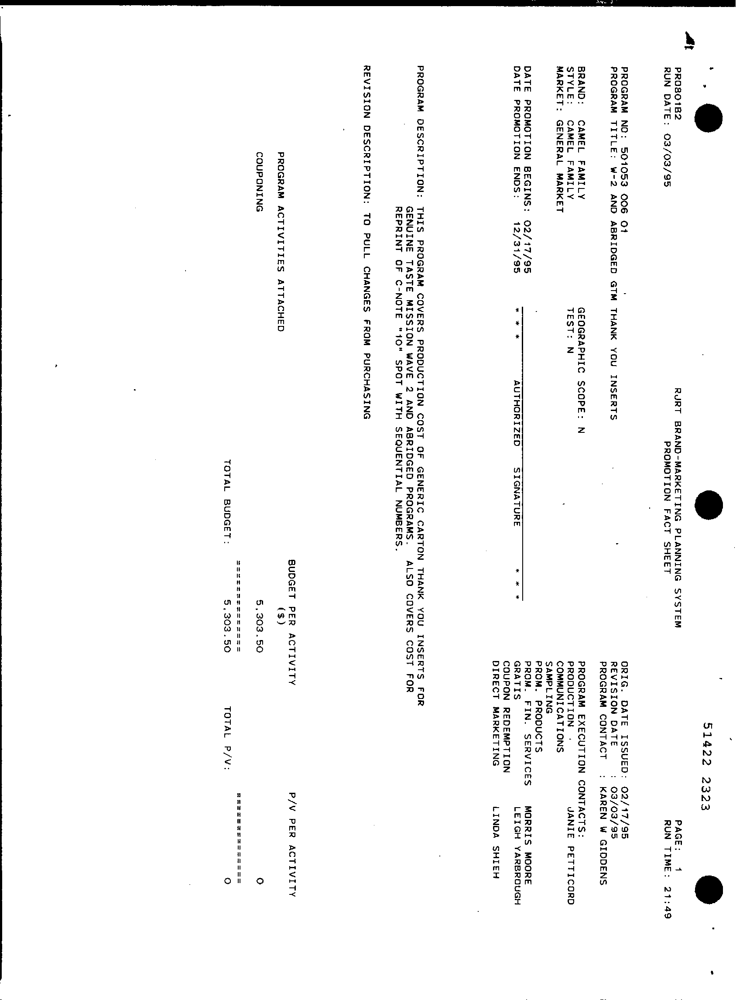 51422 2323
PROB01B2 RJRT BRAND-MARKETING PLANNING SYSTEM PAGE: 1
RUN DATE: 03/03/95 PROMOTION FACT SHEET RUN TIME: 21:49
PROGRAM NO: 501053 006 01 ORIG. DATE ISSUED: 02/17/95
PROGRAM TITLE: W-2 AND ABRIDGED GTM THANK YOU INSERTS REVISION DATE : 03/03/95
PROGRAM CONTACT : KAREN W GIDDENS
BRAND: CAMEL FAMILY GEOGRAPHIC SCOPE: N PROGRAM EXECUTION CONTACTS:
STYLE: CAMEL FAMILY TEST: N PRODUCTION JANIE PETTICORD
MARKET: GENERAL MARKET COMMUNICATIONS
SAMPLING
PROM. PRODUCTS
DATE PROMOTION BEGINS: 02/17/95 PROM. FIN. SERVICES MORRIS MOORE
DATE PROMOTION ENDS: 12/31/95 * * * AUTHORIZED SIGNATURE * * * GRATIS LEIGH YARBROUGH
COUPON REDEMPTION
DIRECT MARKETING LINDA SHIEH
PROGRAM DESCRIPTION: THIS PROGRAM COVERS PRODUCTION COST OF GENERIC CARTON THANK YOU INSERTS FOR
GENUINE TASTE MISSION WAVE 2 AND ABRIDGED PROGRAMS. ALSO COVERS COST FOR
REPRINT OF C-NOTE "10" SPOT WITH SEQUENTIAL NUMBERS.
REVISION DESCRIPTION: TO PULL CHANGES FROM PURCHASING
PROGRAM ACTIVITIES ATTACHED BUDGET PER ACTIVITY P/V PER ACTIVITY
($)
COUPONING 5,303.50 0
=============== ===============
TOTAL BUDGET: 5,303.50 TOTAL P/V: 0